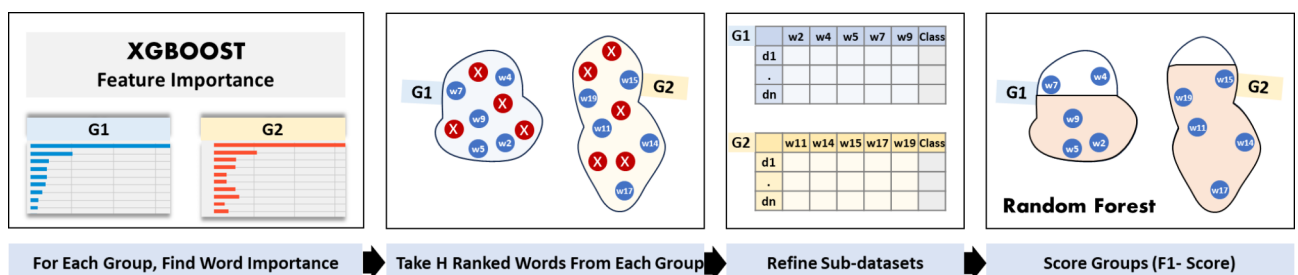 XGBOOST
Feature Importance
G1
G2
G1
X
w4
w7
X
w9
X
X
w5
w2
X
X
w15
G2
w19
X
w11
w14
X
X
w17
G1
w2 w4 w5 w7 w9 Class
d1
.
dn
G2
w11 w14 w15 w17 w19 Class
d1
.
dn
G1
w7
w4
w9
w5
w2
w15
G2
w19
w11
w14
w17
Random Forest
For Each Group, Find Word Importance
Take H Ranked Words From Each Group
Refine Sub-datasets
Score Groups (F1- Score)